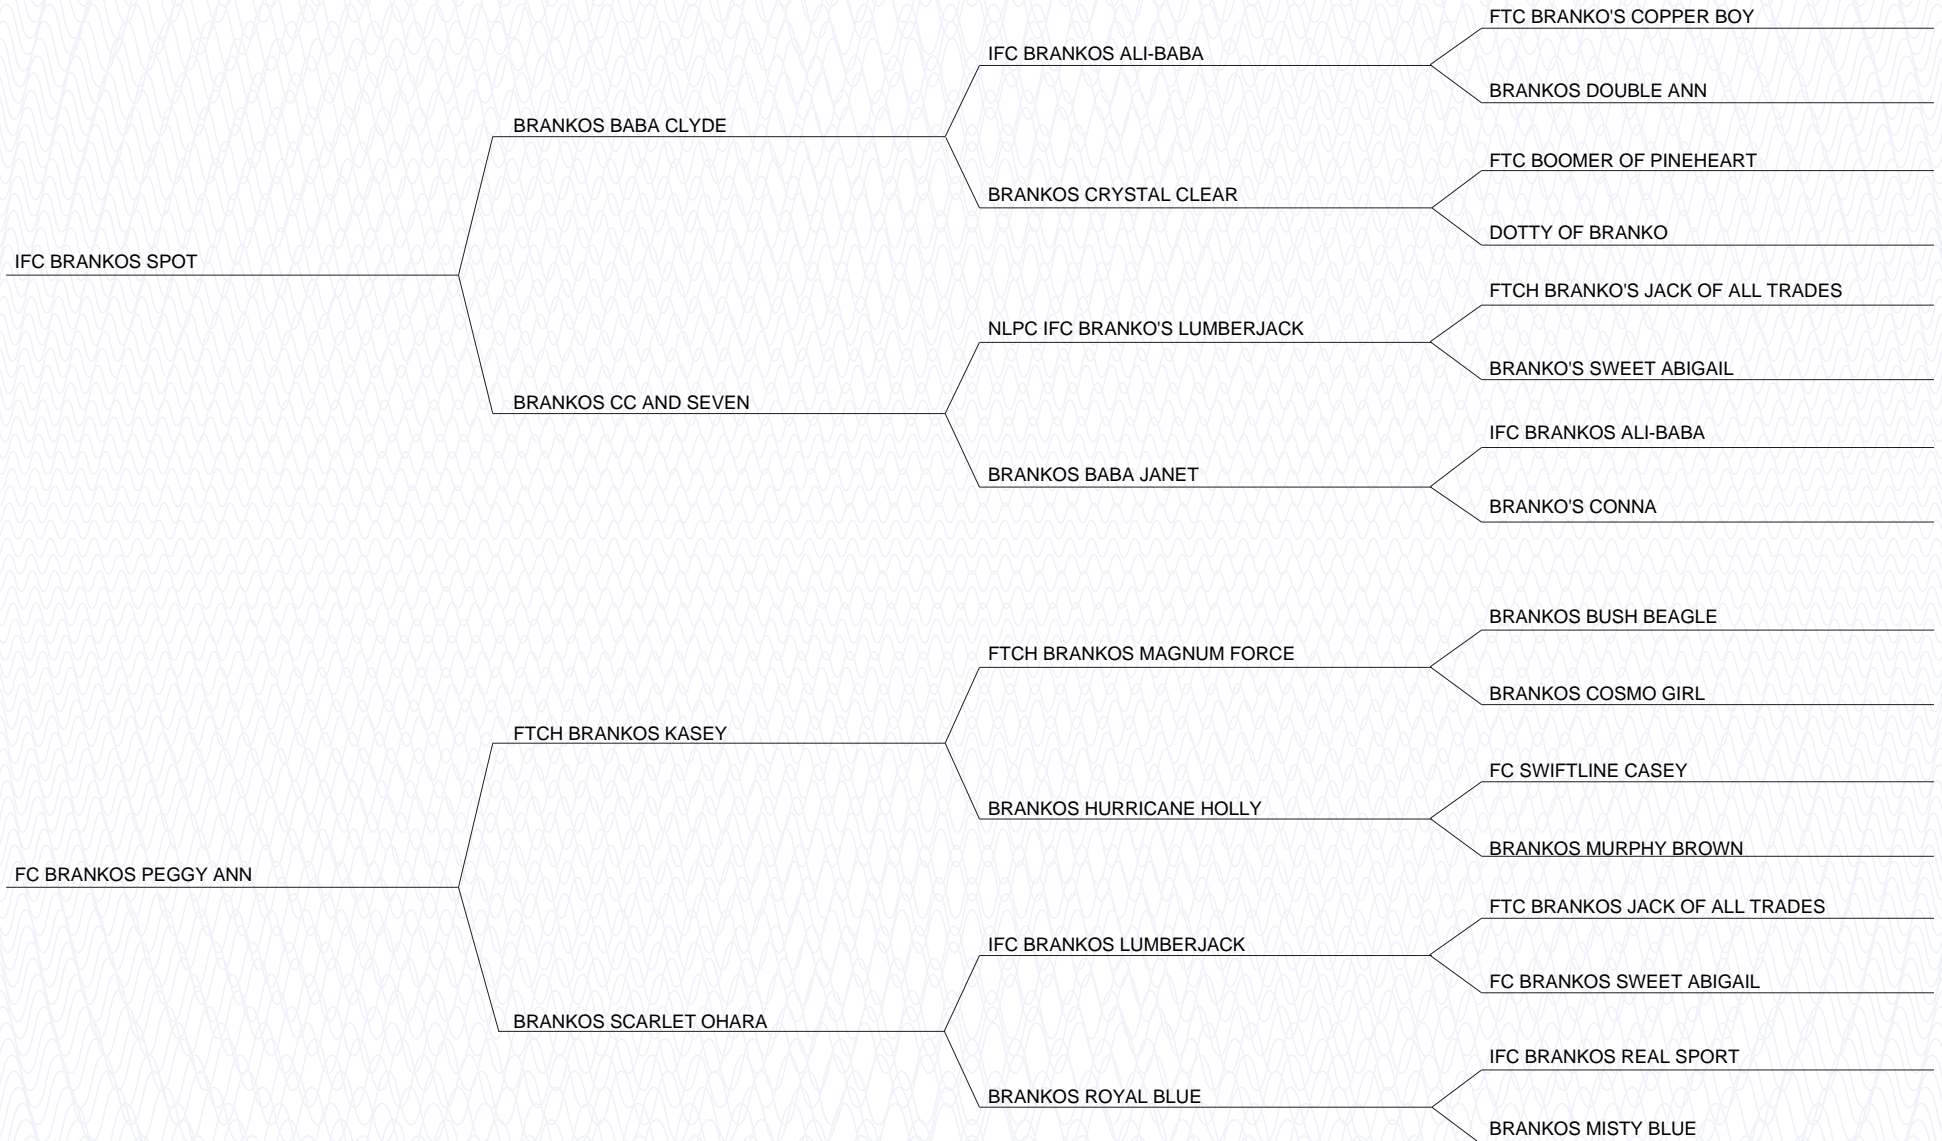 FTC BRANKO'S COPPER BOY
IFC BRANKOS ALI-BABA
BRANKOS DOUBLE ANN
BRANKOS BABA CLYDE
FTC BOOMER OF PINEHEART
BRANKOS CRYSTAL CLEAR
DOTTY OF BRANKO
IFC BRANKOS SPOT
FTCH BRANKO'S JACK OF ALL TRADES
NLPC IFC BRANKO'S LUMBERJACK
BRANKO'S SWEET ABIGAIL
BRANKOS CC AND SEVEN
IFC BRANKOS ALI-BABA
BRANKOS BABA JANET
BRANKO'S CONNA
BRANKOS BUSH BEAGLE
FTCH BRANKOS MAGNUM FORCE
BRANKOS COSMO GIRL
FTCH BRANKOS KASEY
FC SWIFTLINE CASEY
BRANKOS HURRICANE HOLLY
BRANKOS MURPHY BROWN
FC BRANKOS PEGGY ANN
FTC BRANKOS JACK OF ALL TRADES
IFC BRANKOS LUMBERJACK
FC BRANKOS SWEET ABIGAIL
BRANKOS SCARLET OHARA
IFC BRANKOS REAL SPORT
BRANKOS ROYAL BLUE
BRANKOS MISTY BLUE